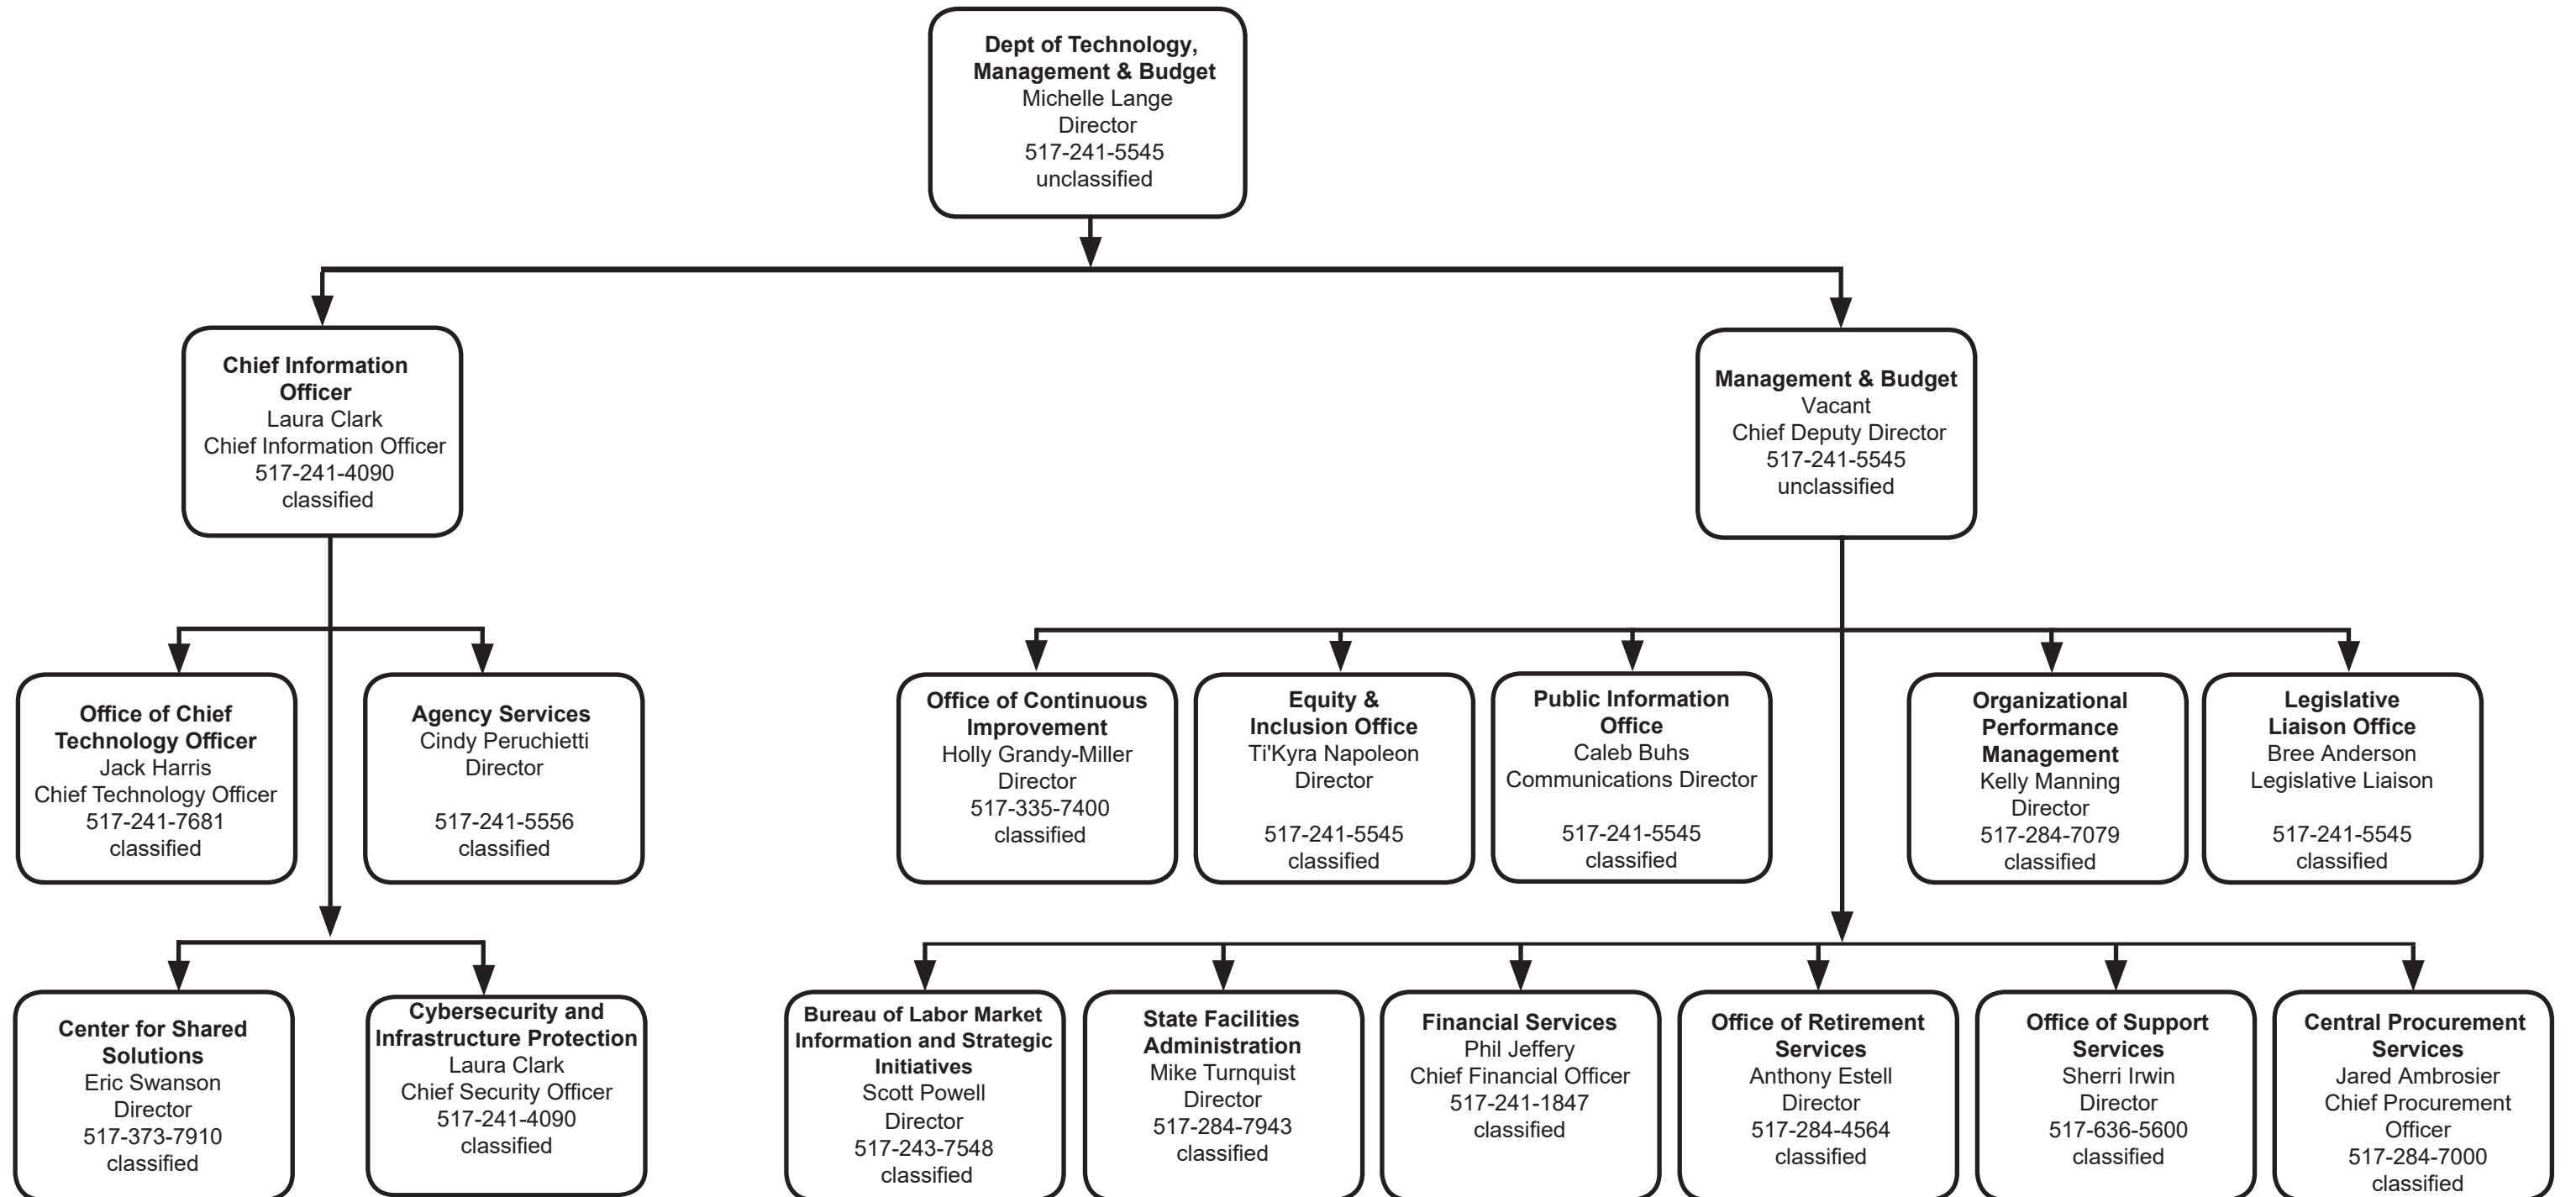 Dept of Technology,
Management & Budget
Michelle Lange
Director
517-241-5545
unclassified
Chief Information
Officer
Laura Clark
Chief Information Officer
517-241-4090
classified
Management & Budget
Vacant
Chief Deputy Director
517-241-5545
unclassified
Office of Chief
Technology Officer
Jack Harris
Chief Technology Officer
517-241-7681
classified
Agency Services
Cindy Peruchietti
Director
517-241-5556
classified
Office of Continuous
Improvement
Holly Grandy-Miller
Director
517-335-7400
classified
Equity &
Inclusion Office
Ti'Kyra Napoleon
Director
517-241-5545
classified
Public Information
Office
Caleb Buhs
Communications Director
517-241-5545
classified
Organizational
Performance
Management
Kelly Manning
Director
517-284-7079
classified
Legislative
Liaison Office
Bree Anderson
Legislative Liaison
517-241-5545
classified
Center for Shared
Solutions
Eric Swanson
Director
517-373-7910
classified
Cybersecurity and
Infrastructure Protection
Laura Clark
Chief Security Officer
517-241-4090
classified
Bureau of Labor Market
Information and Strategic
Initiatives
Scott Powell
Director
517-243-7548
classified
State Facilities
Administration
Mike Turnquist
Director
517-284-7943
classified
Financial Services
Phil Jeffery
Chief Financial Officer
517-241-1847
classified
Office of Retirement
Services
Anthony Estell
Director
517-284-4564
classified
Office of Support
Services
Sherri Irwin
Director
517-636-5600
classified
Central Procurement
Services
Jared Ambrosier
Chief Procurement
Officer
517-284-7000
classified